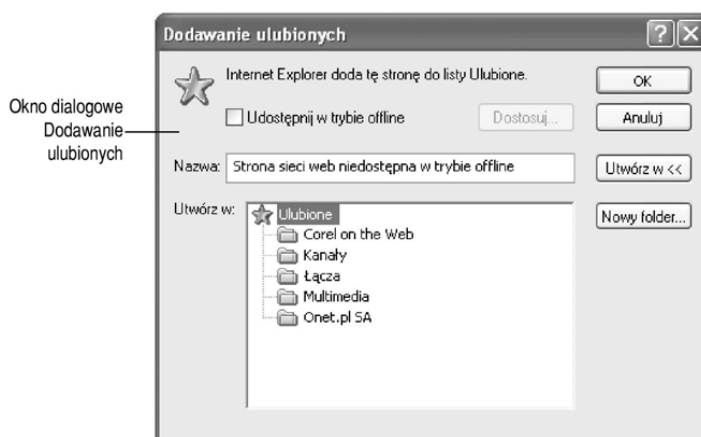 Dodawanie ulubionych
Okno dialogowe
Dodawanie
ulubionych
Internet Explorer doda tę stronę do listy Ulubione.
Udostępnij w trybie offline
Dostosuj...
Nazwa: Strona sieci web niedostępna w trybie offline
Utwórz w:
Ulubione
Corel on the Web
Kanały
Łącza
Multimedia
Onet.pl SA
OK
Anuluj
Utwórz w <<
Nowy folder...